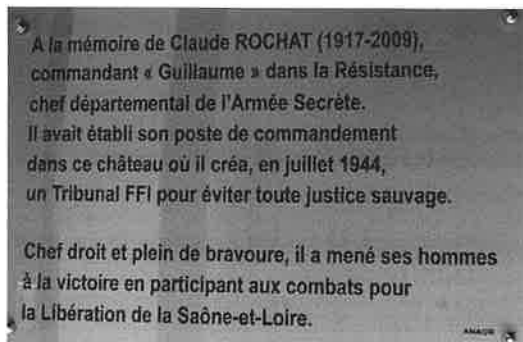 A la mémoire de Claude ROCHAT (1917-2009),
commandant « Guillaume » dans la Résistance,
chef départemental de l'Armée Secrète.
Il avait établi son poste de commandement
dans ce château où il créa, en juillet 1944,
un Tribunal FFI pour éviter toute justice sauvage.
Chef droit et plein de bravoure, il a mené ses hommes
à la victoire en participant aux combats pour
la Libération de la Saône-et-Loire.
ANACR